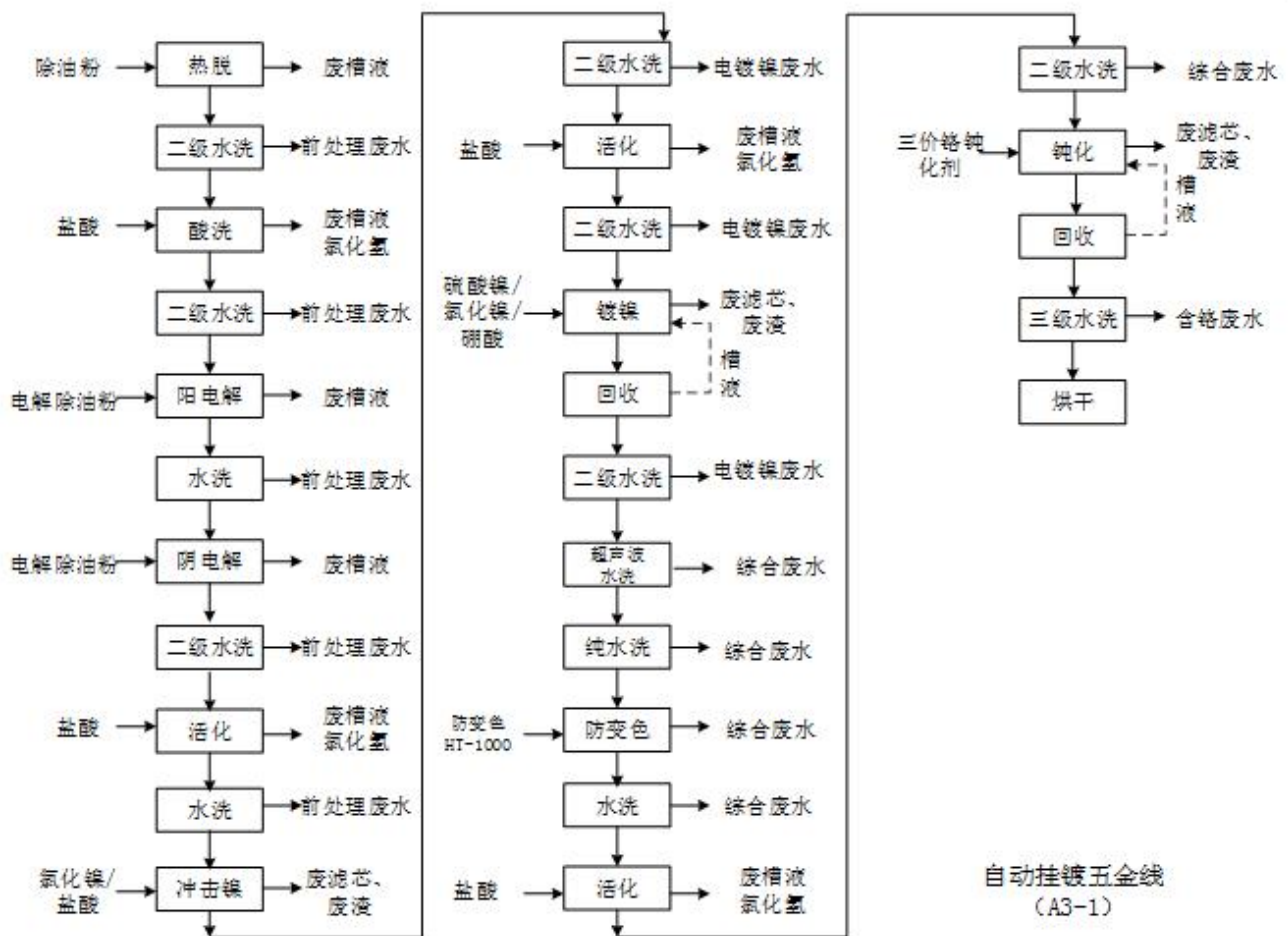 除油粉
热脱
废槽液
二级水洗
前处理废水
盐酸
酸洗
废槽液
氯化氢
二级水洗
前处理废水
电解除油粉
阳电解
废槽液
水洗
前处理废水
电解除油粉
阴电解
废槽液
二级水洗
前处理废水
盐酸
活化
废槽液
氯化氢
水洗
前处理废水
氯化镍/
盐酸
冲击镍
废滤芯、
废渣
二级水洗
电镀镍废水
盐酸
活化
废槽液
氯化氢
二级水洗
电镀镍废水
硫酸镍/
氯化镍/
硼酸
镀镍
废滤芯、
废渣
槽
液
回收
二级水洗
电镀镍废水
超声波
水洗
综合废水
纯水洗
综合废水
防变色
HT-1000
防变色
综合废水
水洗
综合废水
盐酸
活化
废槽液
氯化氢
二级水洗
综合废水
三价铬钝
化剂
钝化
废滤芯、
废渣
槽
液
回收
三级水洗
含铬废水
烘干
自动挂镀五金线
（A3-1）